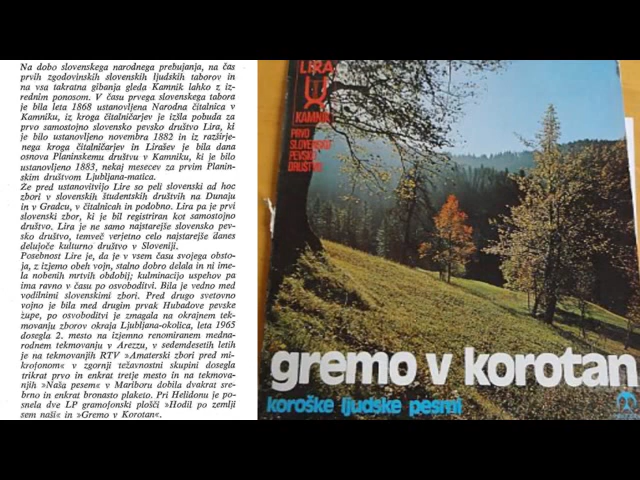 Na dobo slovenskega narodnega prebujanja, na čas
prvih zgodovinskih slovenskih ljudskih taborov in
na vsa takratna gibanja gleda Kamnik lahko z iz-
rednim ponosom. V času prvega slovenskega tabora
je bila leta 1868 ustanovljena Narodna čitalnica v
Kamniku, iz kroga čitalničarjev je izšla pobuda za
prvo samostojno slovensko pevsko društvo Lira, ki
je bilo ustanovljeno novembra 1882 in iz razširje-
nega kroga čitalničarjev in Lirašev je bila dana
osnova Planinskemu društvu v Kamniku, ki je bilo
ustanovljeno 1883, nekaj mesecev za prvim Planin-
skim društvom Ljubljana-matica.
Že pred ustanovitvijo Lire so peli slovenski ad hoc
zbori v slovenskih študentskih društvih na Dunaju
in v Gradcu, v čitalnicah in podobno. Lira pa je prvi
slovenski zbor, ki je bil registriran kot samostojno
društvo. Lira je ne samo najstarejše slovensko pev-
sko društvo, temveč verjetno celo najstarejše danes
delujoče kulturno društvo v Sloveniji.
Posebnost Lire je, da je v vsem času svojega obsto-
ja, z izjemo obeh vojn, stalno dobro delala in ni ime-
la nobenih mrtvih obdobij; kulminacijo uspehov pa
ima ravno v času po osvoboditvi. Bila je vedno med
vodilnimi slovenskimi zbori. Pred drugo svetovno
vojno je bila med drugim prvak Hubadove pevske
župe, po osvoboditvi je zmagala na okrajnem tek-
movanju zborov okraja Ljubljana-okolica, leta 1965
dosegla 2. mesto na izjemno renomiranem medna-
rodnem tekmovanju v Arezzu, v sedemdesetih letih je
na tekmovanjih RTV »Amaterski zbori pred mi-
krofonom« v zgornji težavnostni skupini dosegla
trikrat prvo in enkrat tretje mesto in na tekmova-
njih »Naša pesem« v Mariboru dobila dvakrat sre-
brno in enkrat bronasto plaketo. Pri Helidonu je po-
snela dve LP gramofonski plošči »Hodil po zemlji
sem naši« in »Gremo v Korotan«.
LIRA
KAMNIK
PRVO
SLOVENSKO
PEVSKO
DRUŠTVO
gremo v korotan
koroške ljudske pesmi